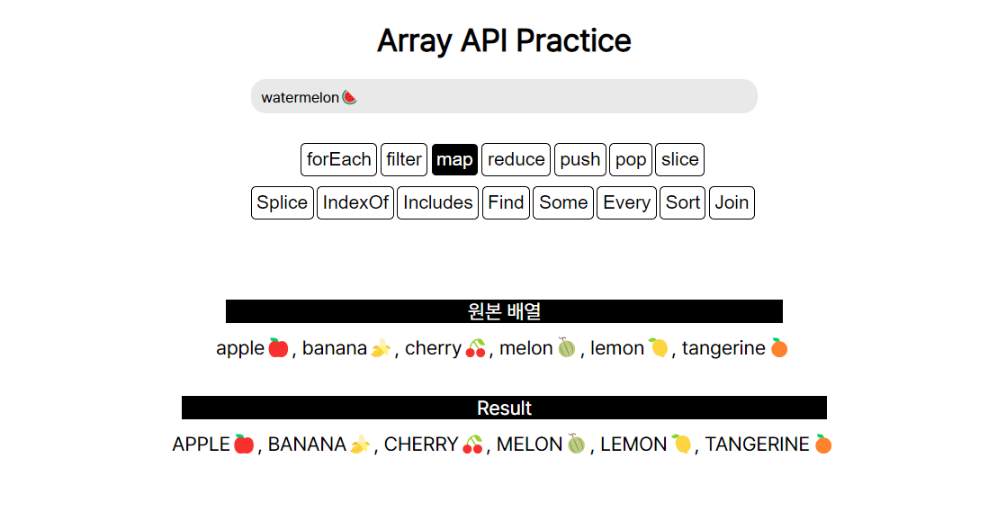 Array API Practice
watermelon🍉
forEach filter map reduce push pop slice
Splice IndexOf Includes Find Some Every Sort Join
원본 배열
apple🍎, banana🍌, cherry🍒, melon🍈, lemon🍋, tangerine🍊
Result
APPLE🍎, BANANA🍌, CHERRY🍒, MELON🍈, LEMON🍋, TANGERINE🍊